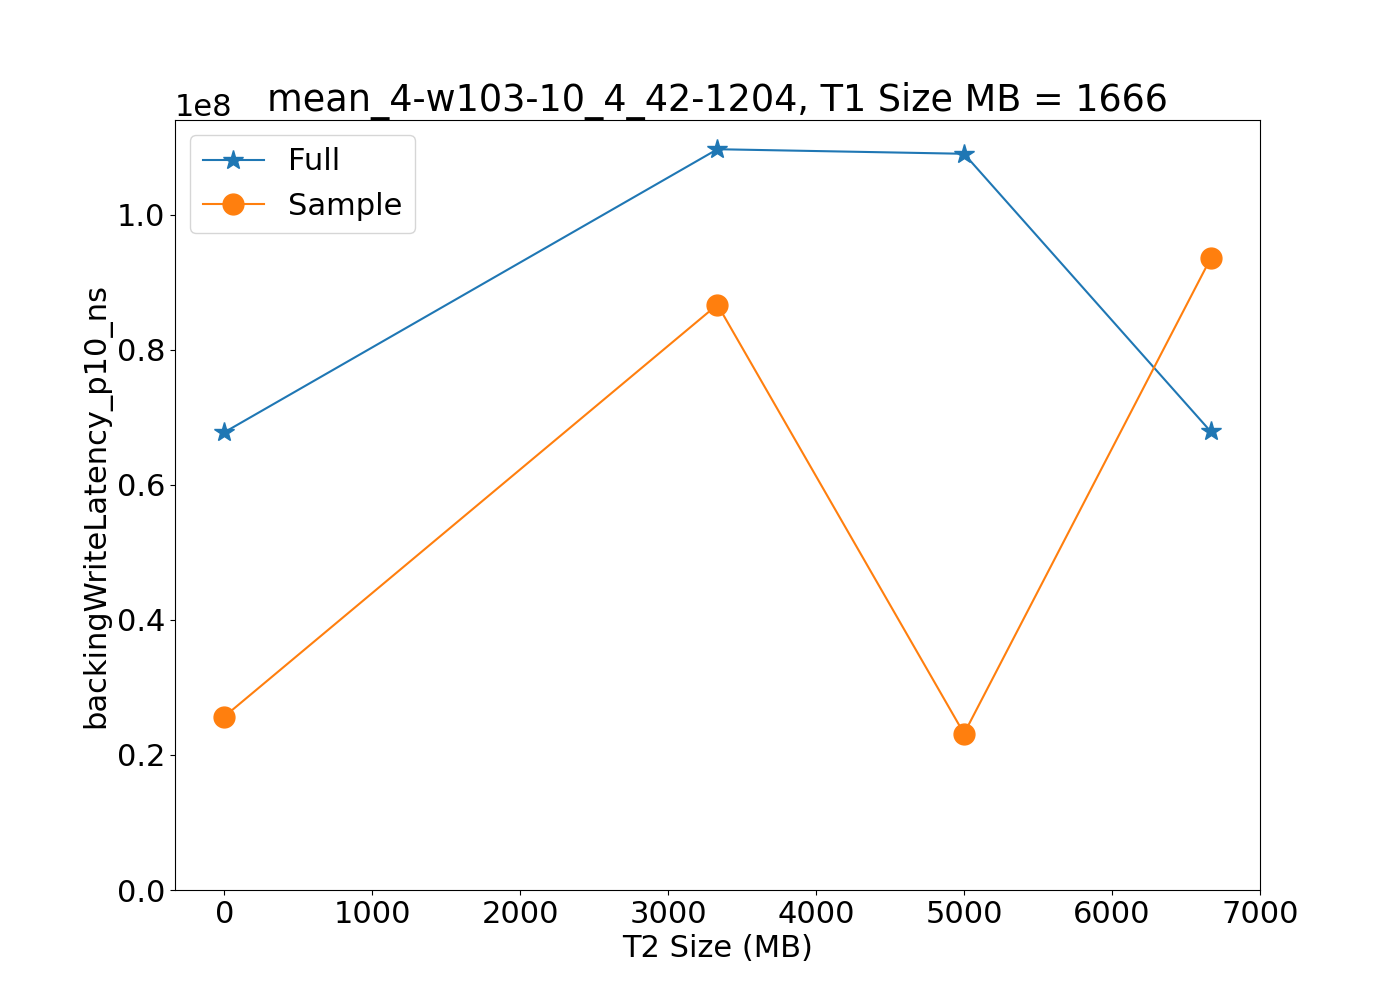 mean_4-w103-10_4_42-1204, T1 Size MB = 1666
1e8
Full
Sample
1.0
0.8
0.6
0.4
0.2
0.0
backingWriteLatency_p10_ns
0 1000 2000 3000 4000 5000 6000 7000
T2 Size (MB)